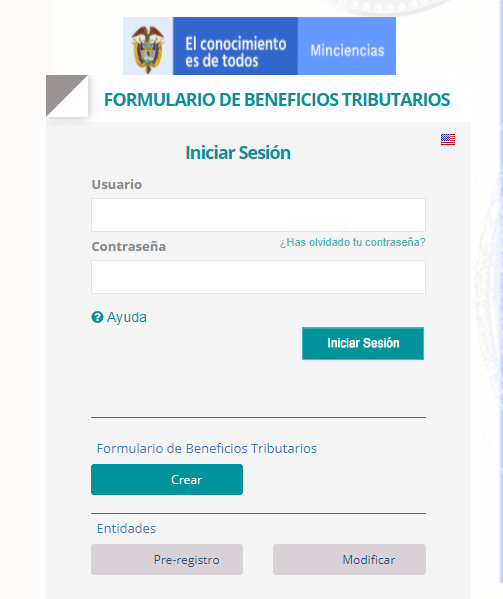 El conocimiento
es de todos
Minciencias
FORMULARIO DE BENEFICIOS TRIBUTARIOS
Iniciar Sesión
Usuario
Contraseña
¿Has olvidado tu contraseña?
Ayuda
Iniciar Sesión
Formulario de Beneficios Tributarios
Crear
Entidades
Pre-registro
Modificar